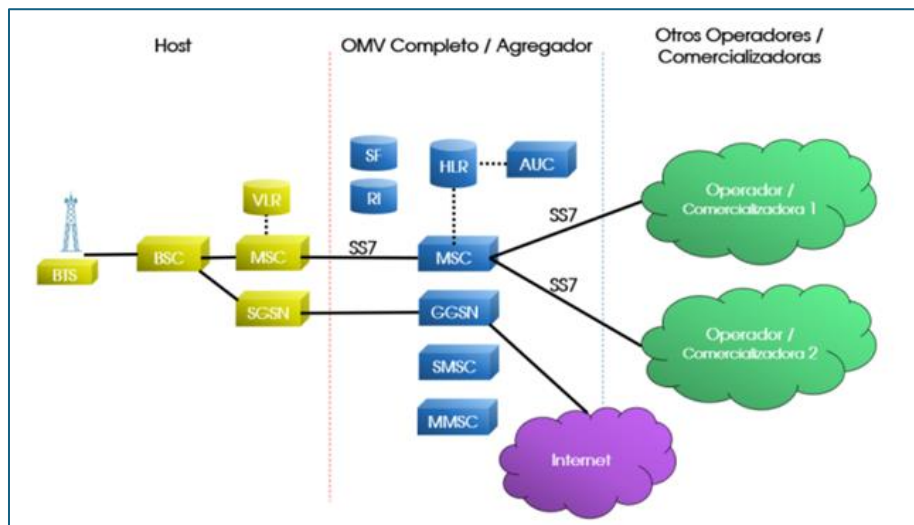 Host
OMV Completo / Agregador
Otros Operadores /
Comercializadoras
SF
RI
HLR
AUC
VLR
BTS
BSC
MSC
SS7
MSC
SS7
SS7
Operador /
Comercializadora 1
SGSN
GGSN
SMSC
MMSC
Operador /
Comercializadora 2
Internet